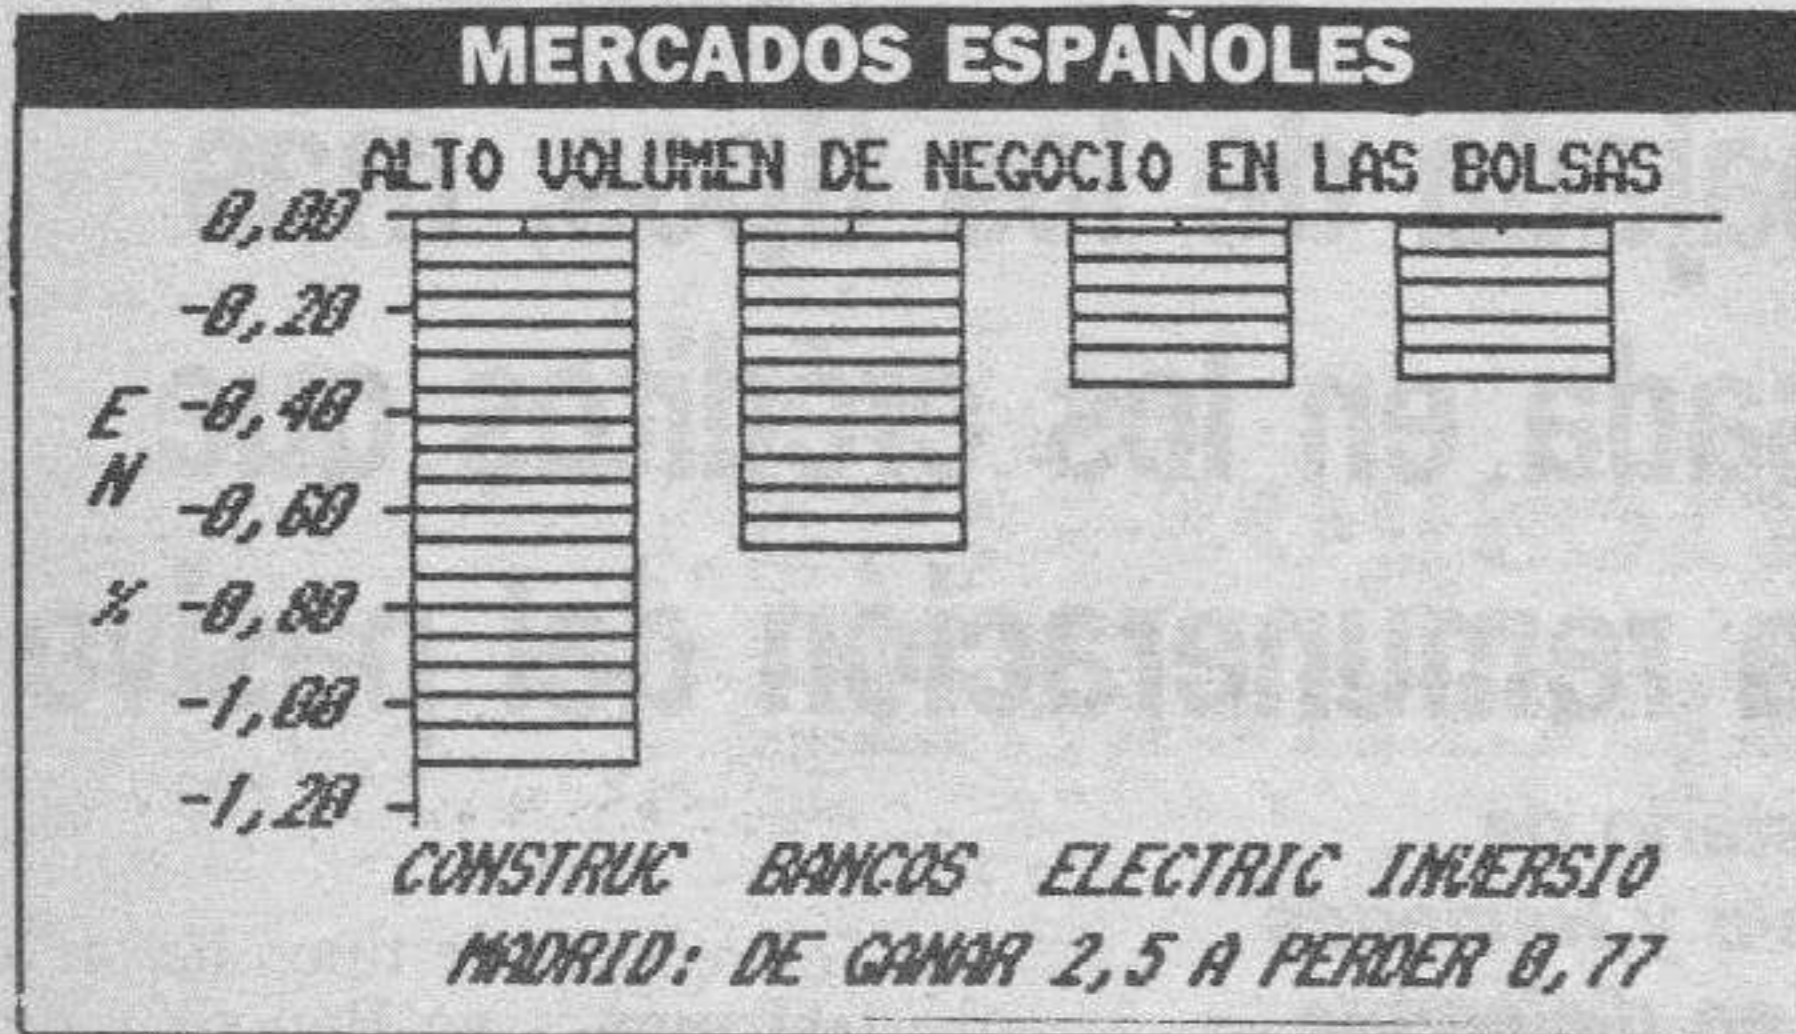 MERCADOS ESPAÑOLES
ALTO VOLUMEN DE NEGOCIO EN LAS BOLSAS
0,00
-0,20
-0,40
-0,60
-0,80
-1,00
-1,20
EN %
CONSTRUC BANCOS ELECTRIC INVERSIO
MADRID: DE GANAR 2,5 A PERDER 0,77